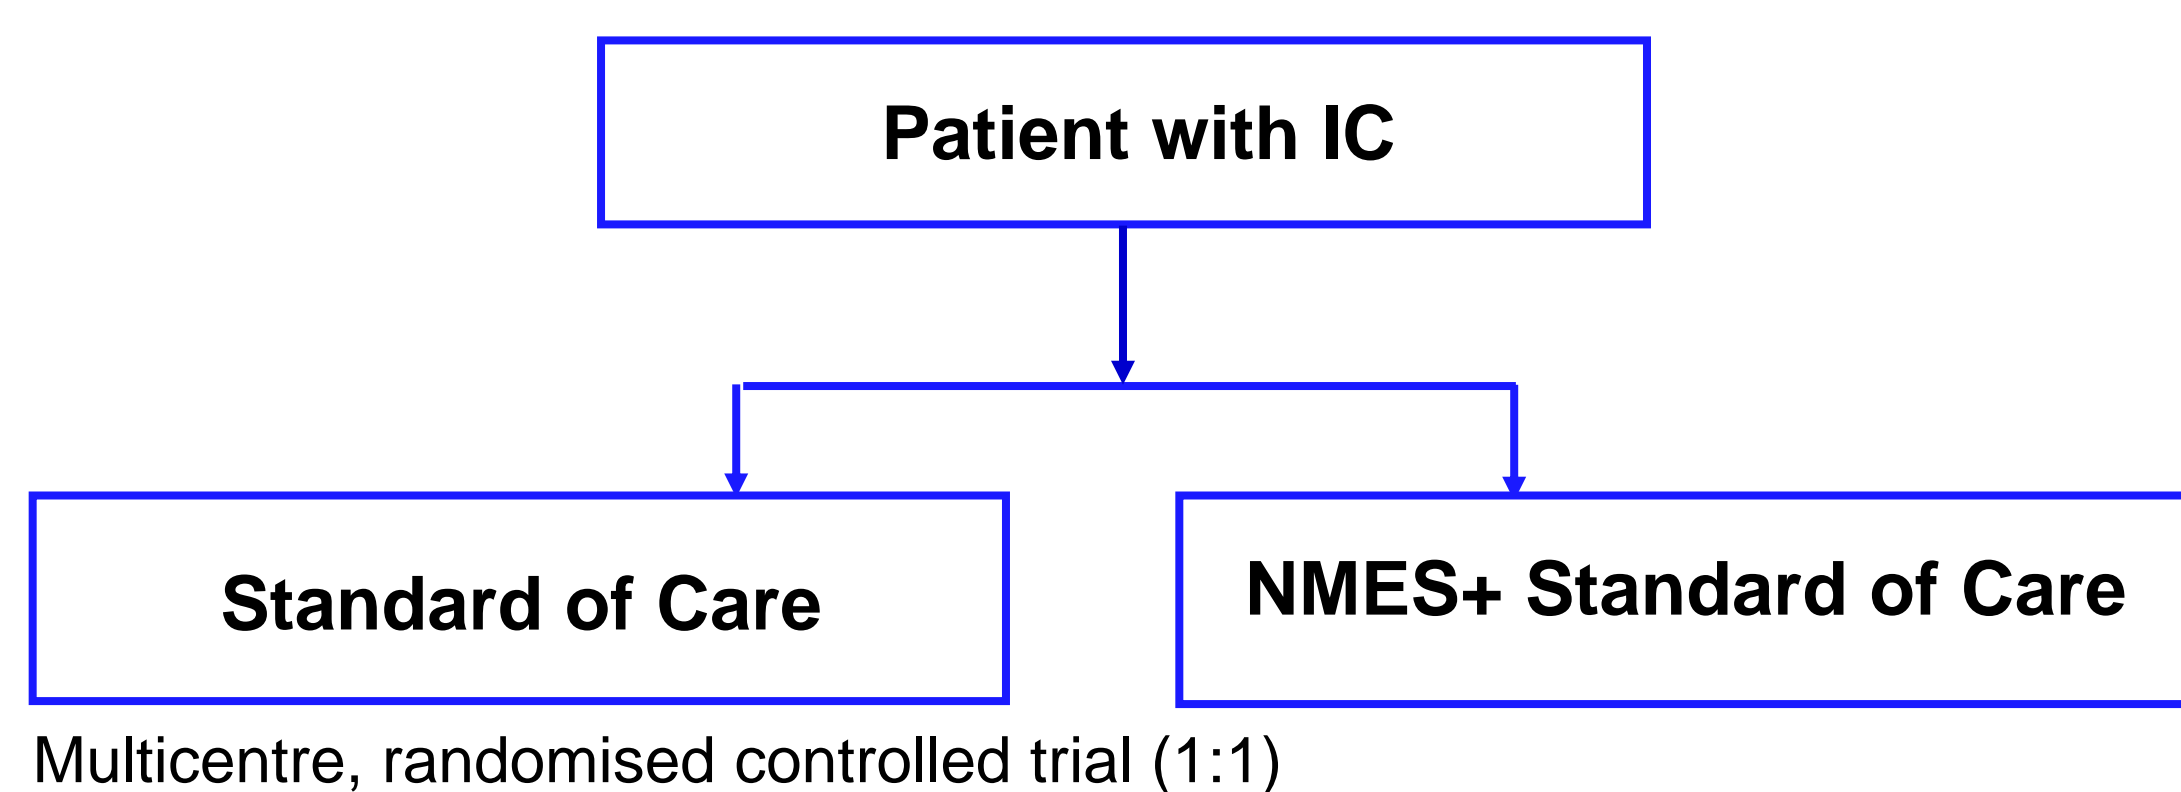 Patient with IC
Standard of Care
NMES+ Standard of Care
Multicentre, randomised controlled trial (1:1)